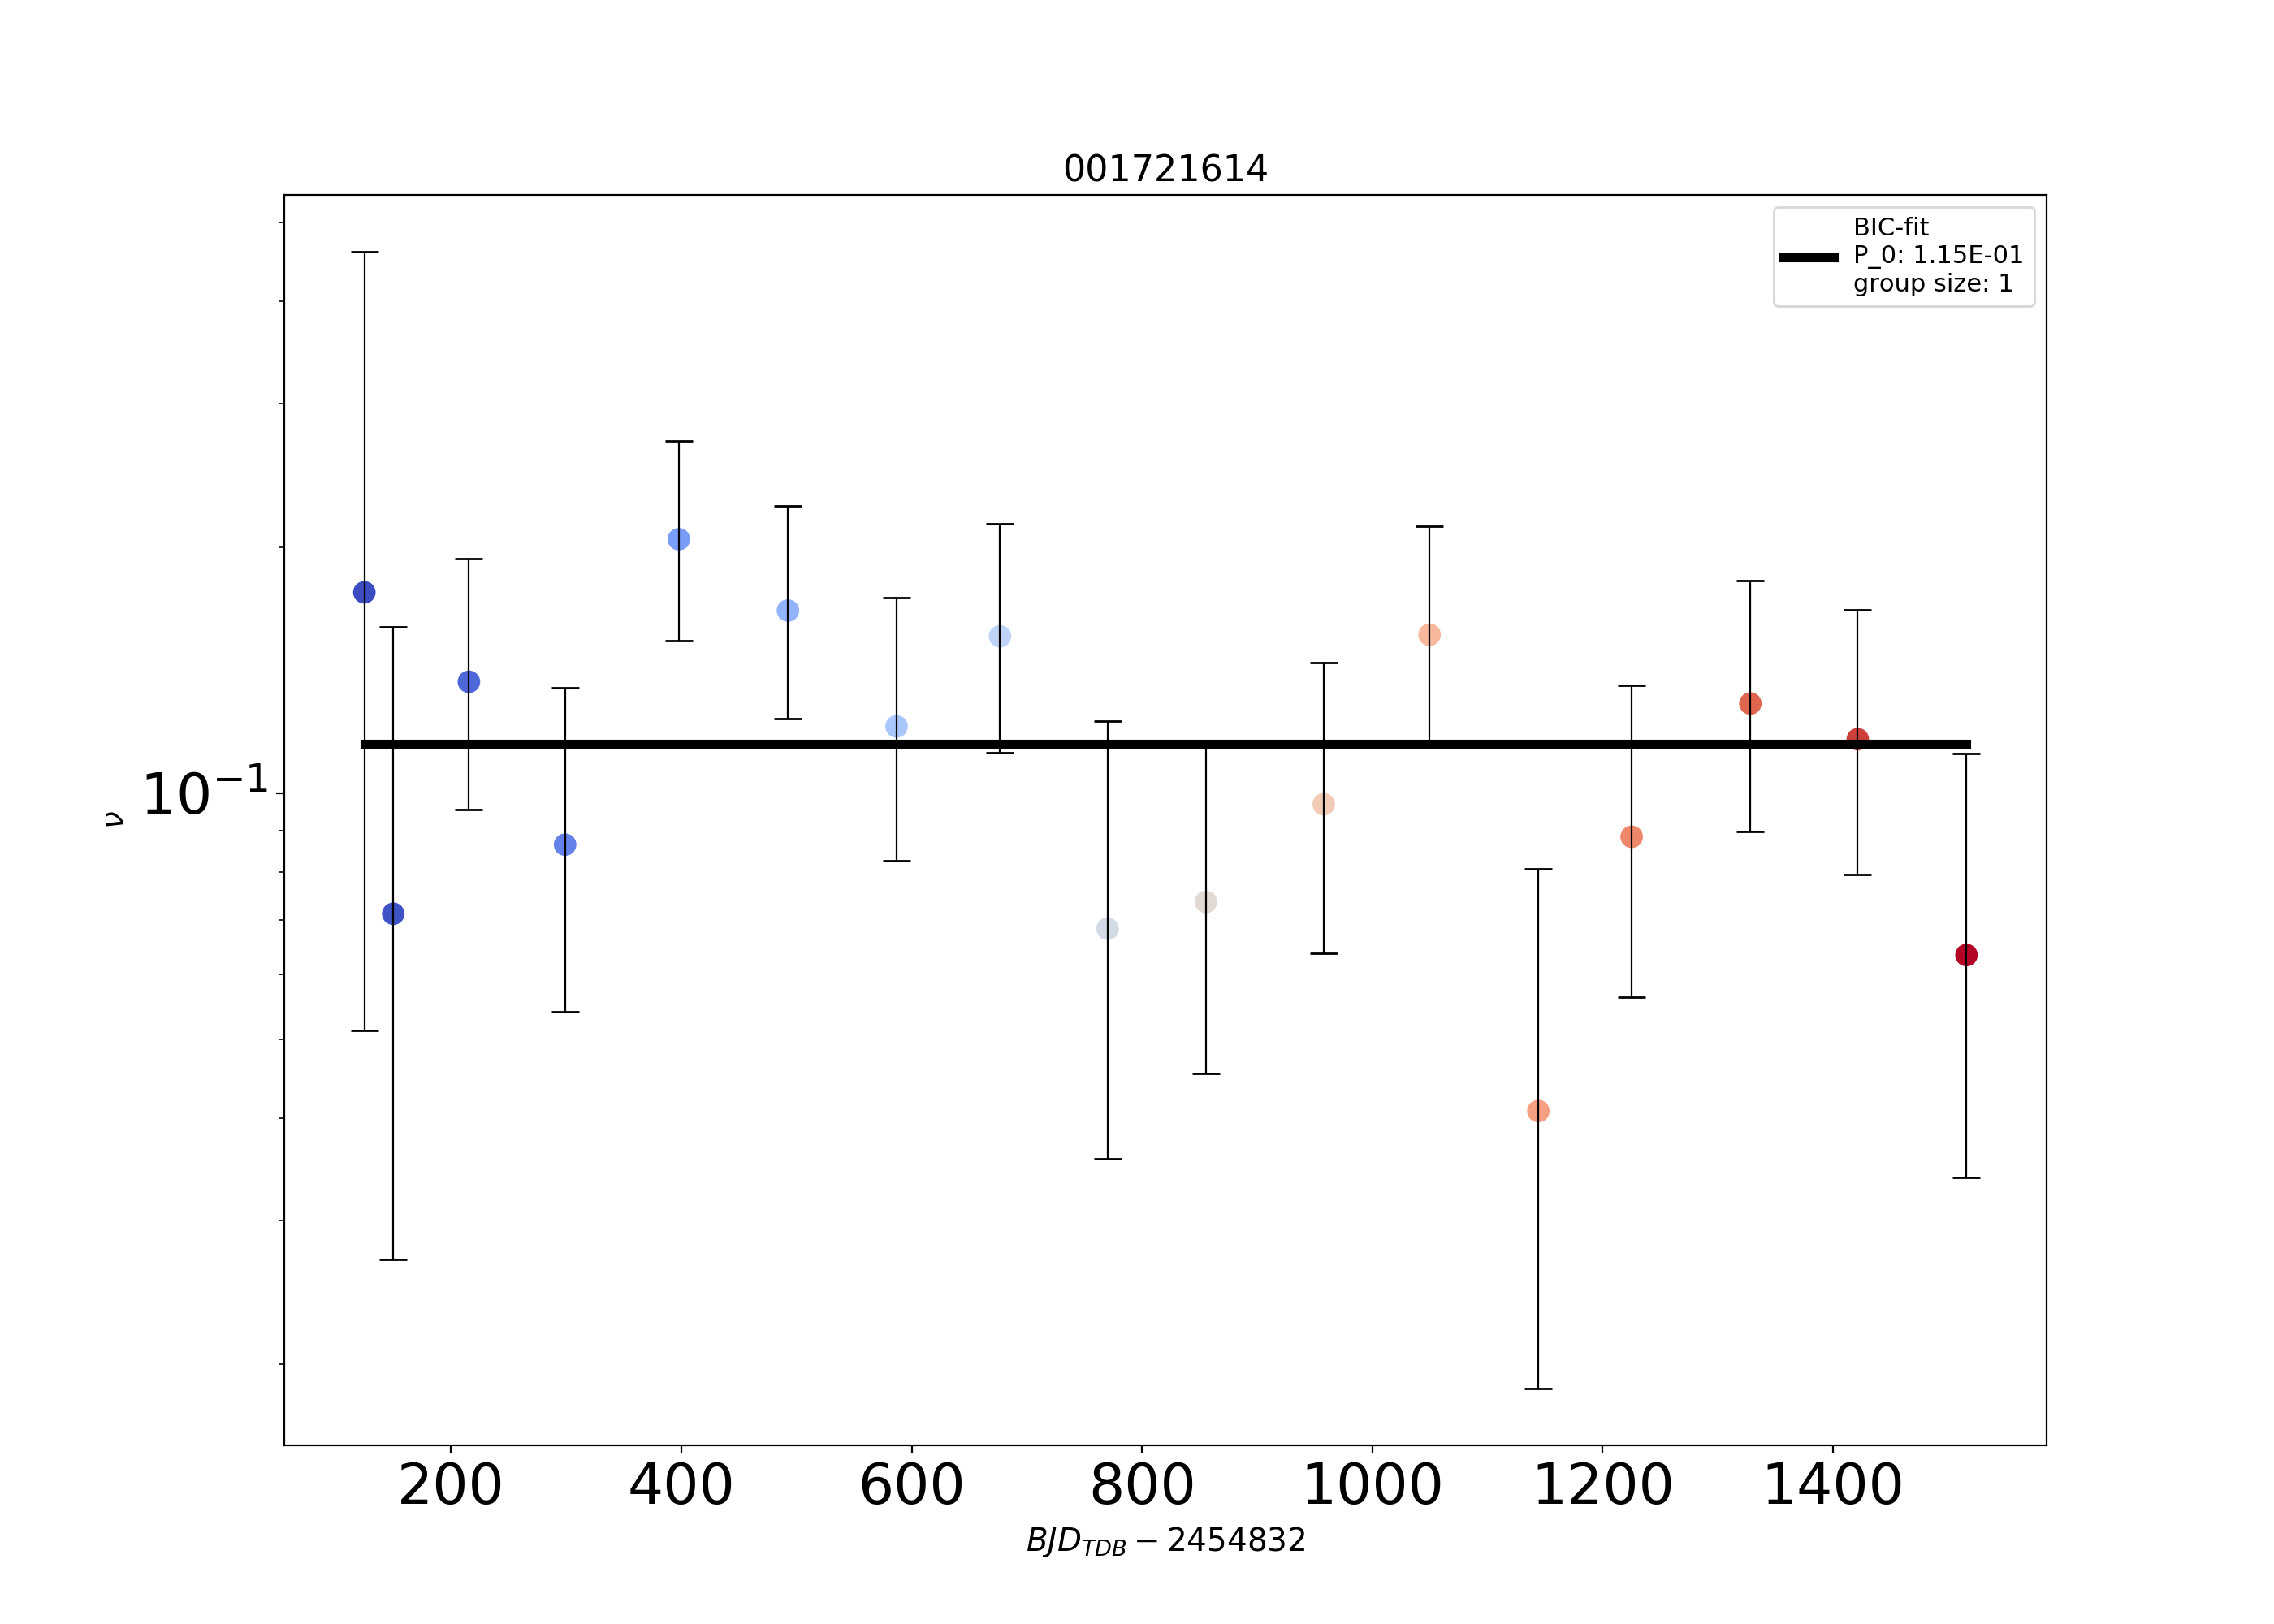 001721614
BIC-fit
P_0: 1.15E-01
group size: 1
10⁻¹
ν
200 400 600 800 1000 1200 1400
BJD_TDB − 2454832